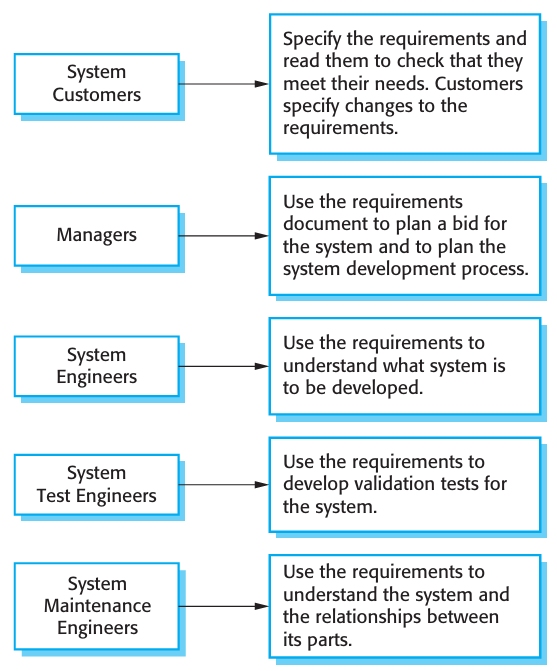 System
Customers
Specify the requirements and
read them to check that they
meet their needs. Customers
specify changes to the
requirements.
Managers
Use the requirements
document to plan a bid for
the system and to plan the
system development process.
System
Engineers
Use the requirements to
understand what system is
to be developed.
System
Test Engineers
Use the requirements to
develop validation tests for
the system.
System
Maintenance
Engineers
Use the requirements to
understand the system and
the relationships between
its parts.